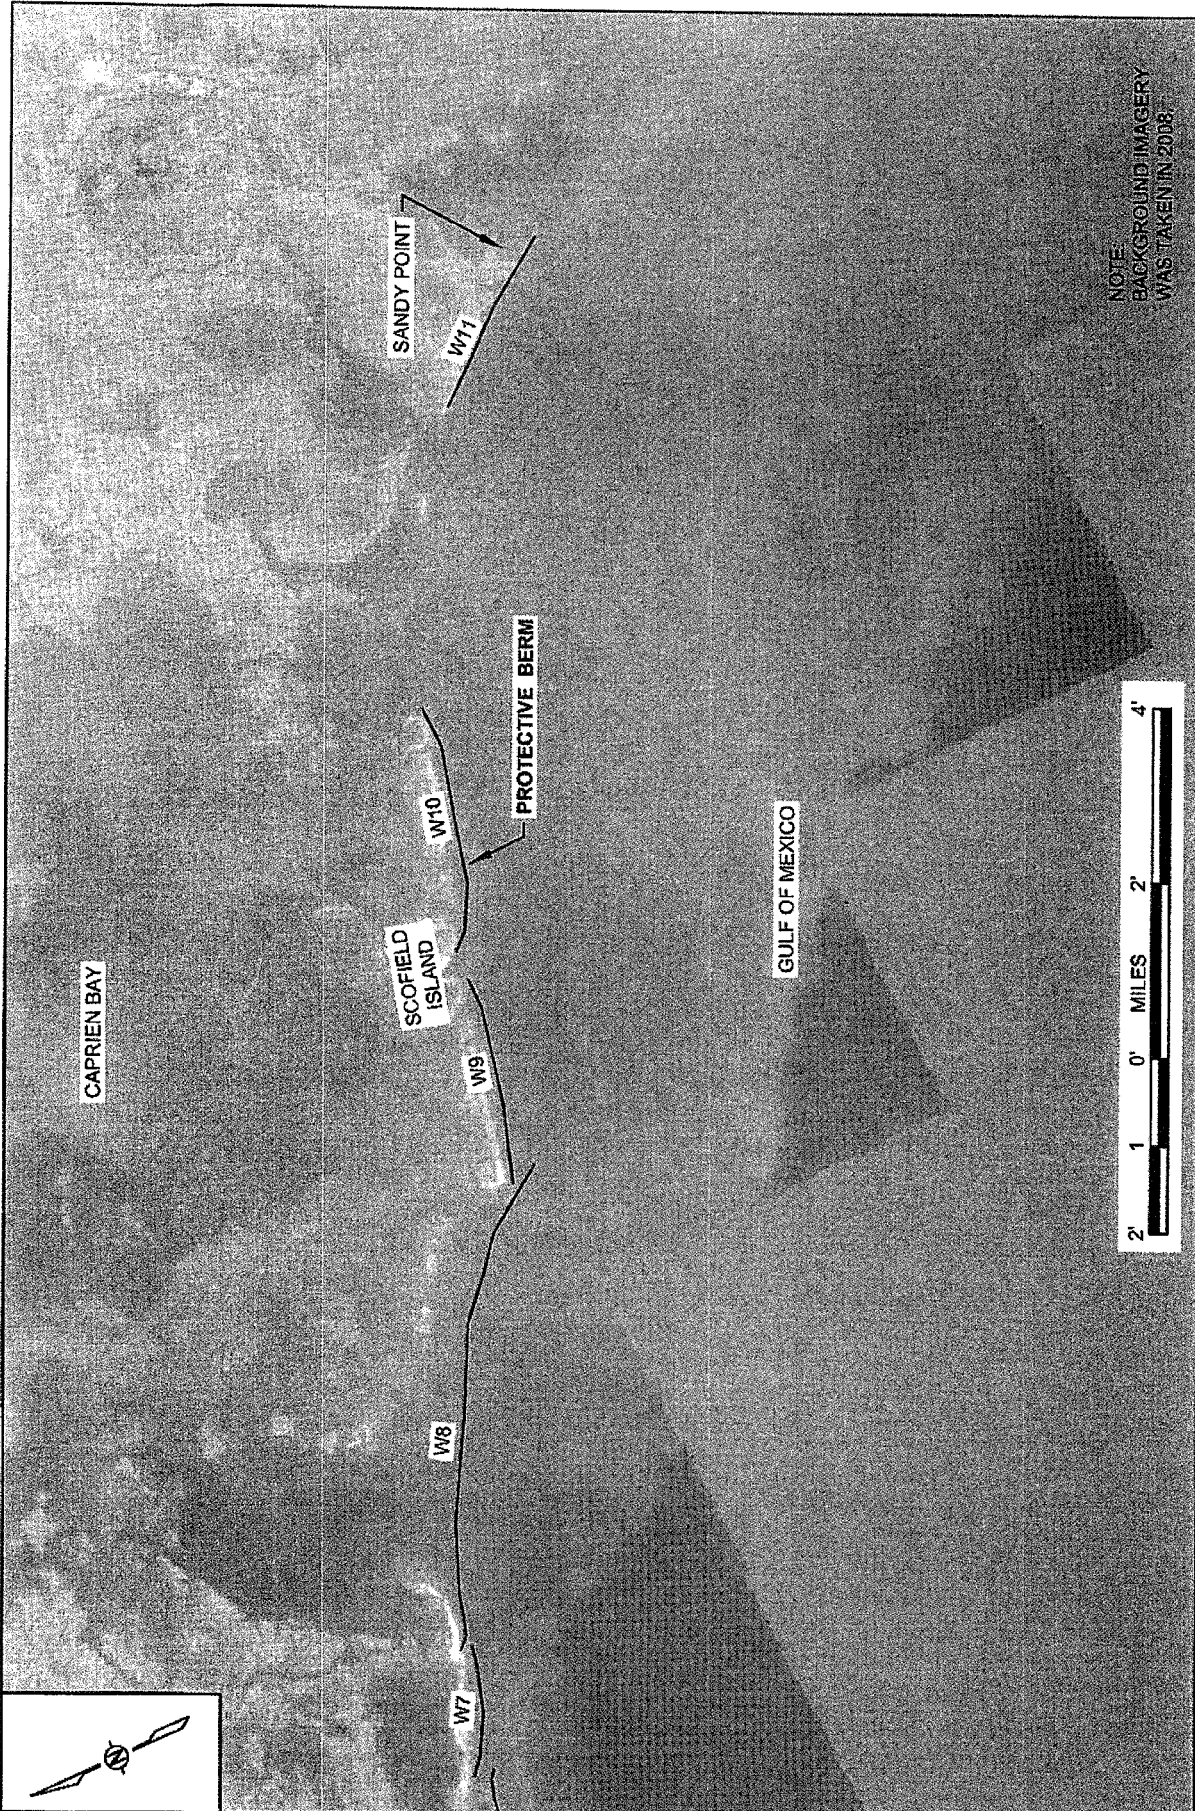 CAPRIEN BAY
SANDY POINT
W11
SCOFIELD
ISLAND
W10
W9
W8
W7
PROTECTIVE BERM
GULF OF MEXICO
2' 1 0' MILES 2' 4'
NOTE:
BACKGROUND IMAGERY
WAS TAKEN IN 2008.
N